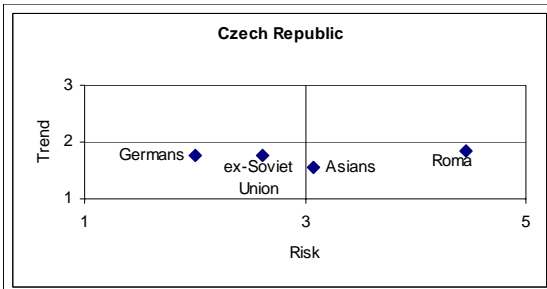 Czech Republic
3
Trend
2
Germans
ex-Soviet
Union
Asians
Roma
1
1
3
5
Risk